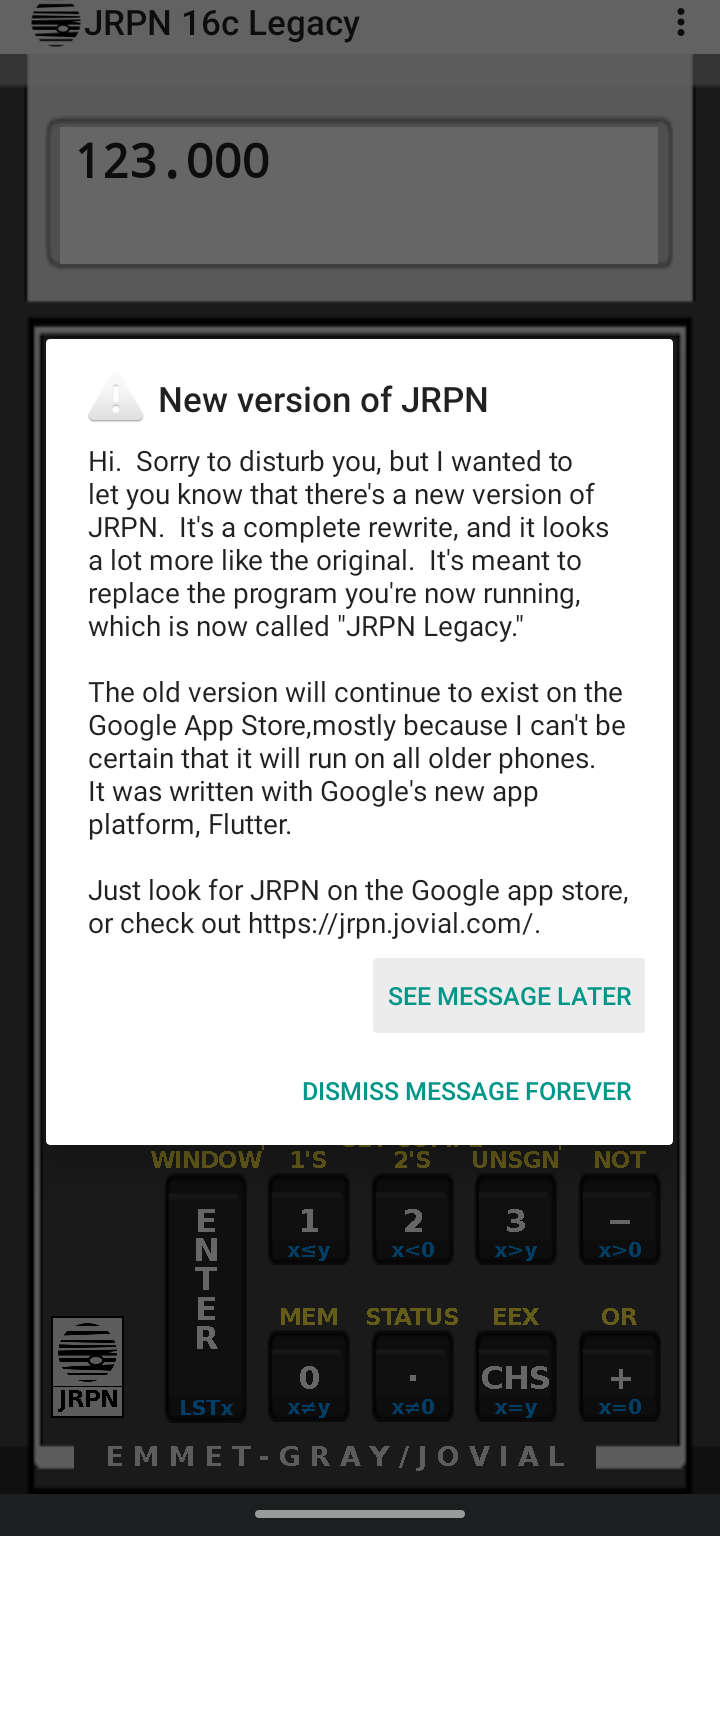 JRPN 16c Legacy
123.000
New version of JRPN
Hi.  Sorry to disturb you, but I wanted to
let you know that there's a new version of
JRPN.  It's a complete rewrite, and it looks
a lot more like the original.  It's meant to
replace the program you're now running,
which is now called "JRPN Legacy."
The old version will continue to exist on the
Google App Store,mostly because I can't be
certain that it will run on all older phones.
It was written with Google's new app
platform, Flutter.
Just look for JRPN on the Google app store,
or check out https://jrpn.jovial.com/.
SEE MESSAGE LATER
DISMISS MESSAGE FOREVER
WINDOW 1'S 2'S UNSGN NOT
ENTER 1 2 3 −
x≤y x<0 x>y x>0
MEM STATUS EEX OR
0 · CHS +
LSTx x≠y x≠0 x=y x=0
JRPN
EMMET-GRAY/JOVIAL